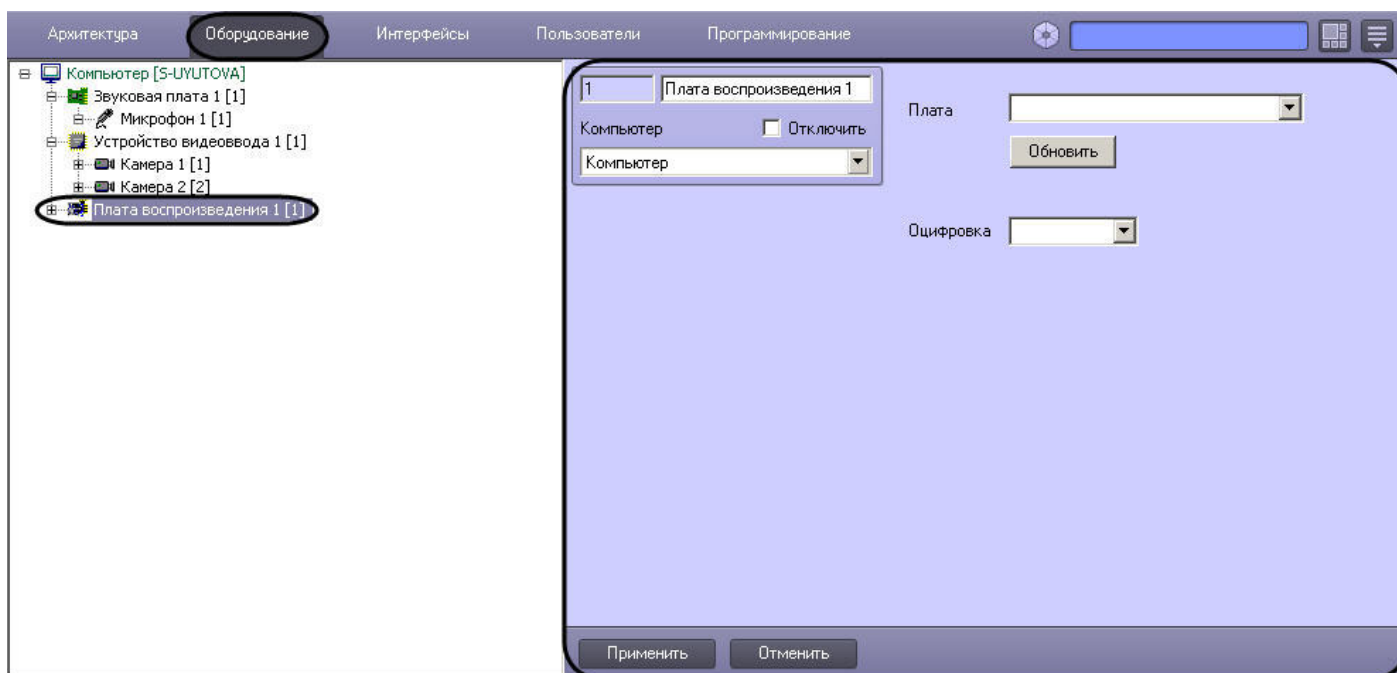 Архитектура Оборудование Интерфейсы Пользователи Программирование
Компьютер [S-UYUTOVA]
Звуковая плата 1 [1]
Микрофон 1 [1]
Устройство видеоввода 1 [1]
Камера 1 [1]
Камера 2 [2]
Плата воспроизведения 1 [1]
1 Плата воспроизведения 1
Компьютер Отключить
Компьютер
Плата
Обновить
Оцифровка
Применить Отменить